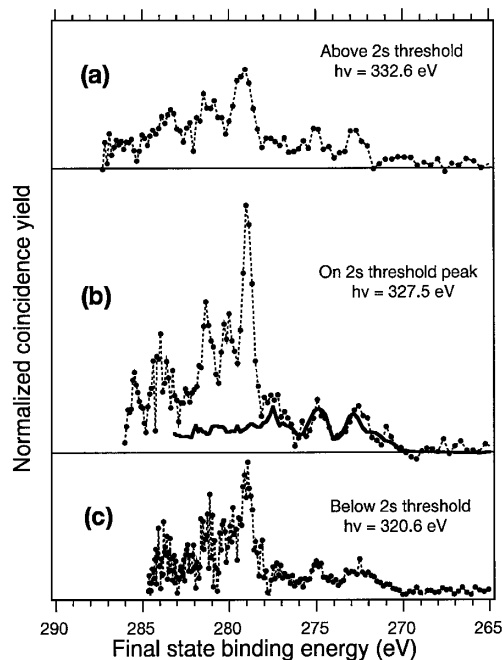 (a)
Above 2s threshold
hν = 332.6 eV
Normalized coincidence yield
(b)
On 2s threshold peak
hν = 327.5 eV
(c)
Below 2s threshold
hν = 320.6 eV
290 285 280 275 270 265
Final state binding energy (eV)